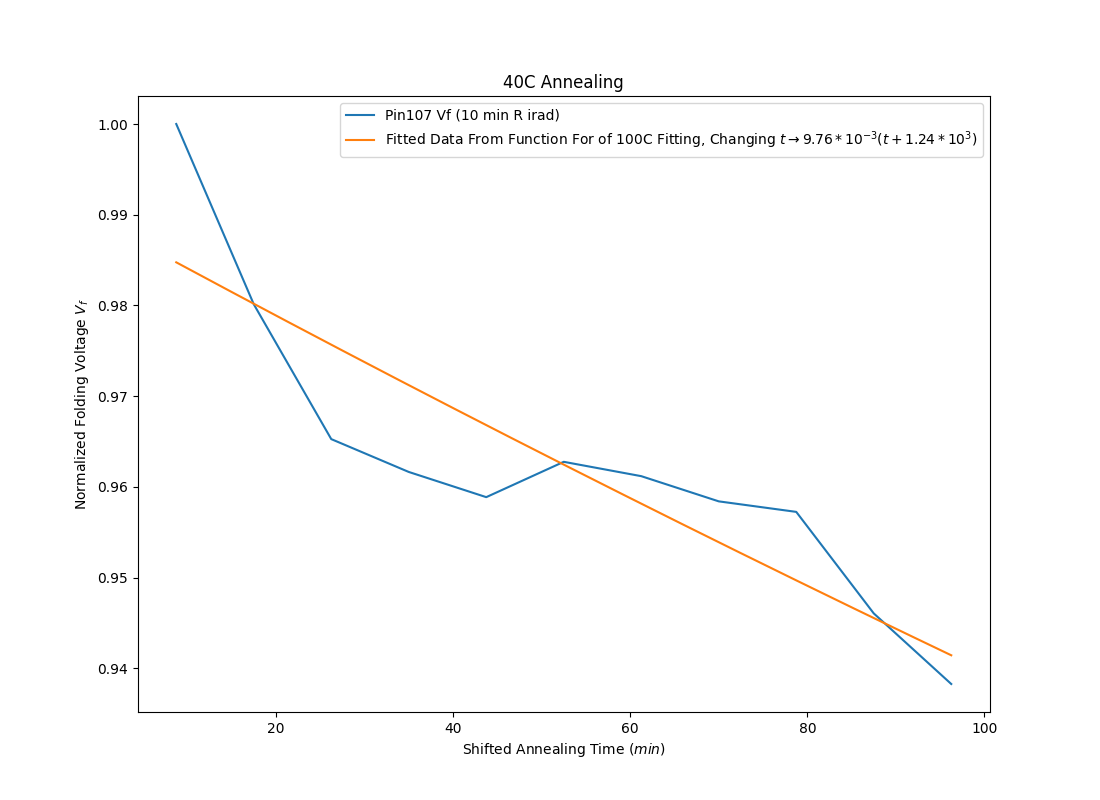 40C Annealing
Pin107 Vf (10 min R irad)
Fitted Data From Function For of 100C Fitting, Changing t → 9.76 * 10⁻³(t + 1.24 * 10³)
Normalized Folding Voltage V_f
1.00
0.99
0.98
0.97
0.96
0.95
0.94
20 40 60 80 100
Shifted Annealing Time (min)